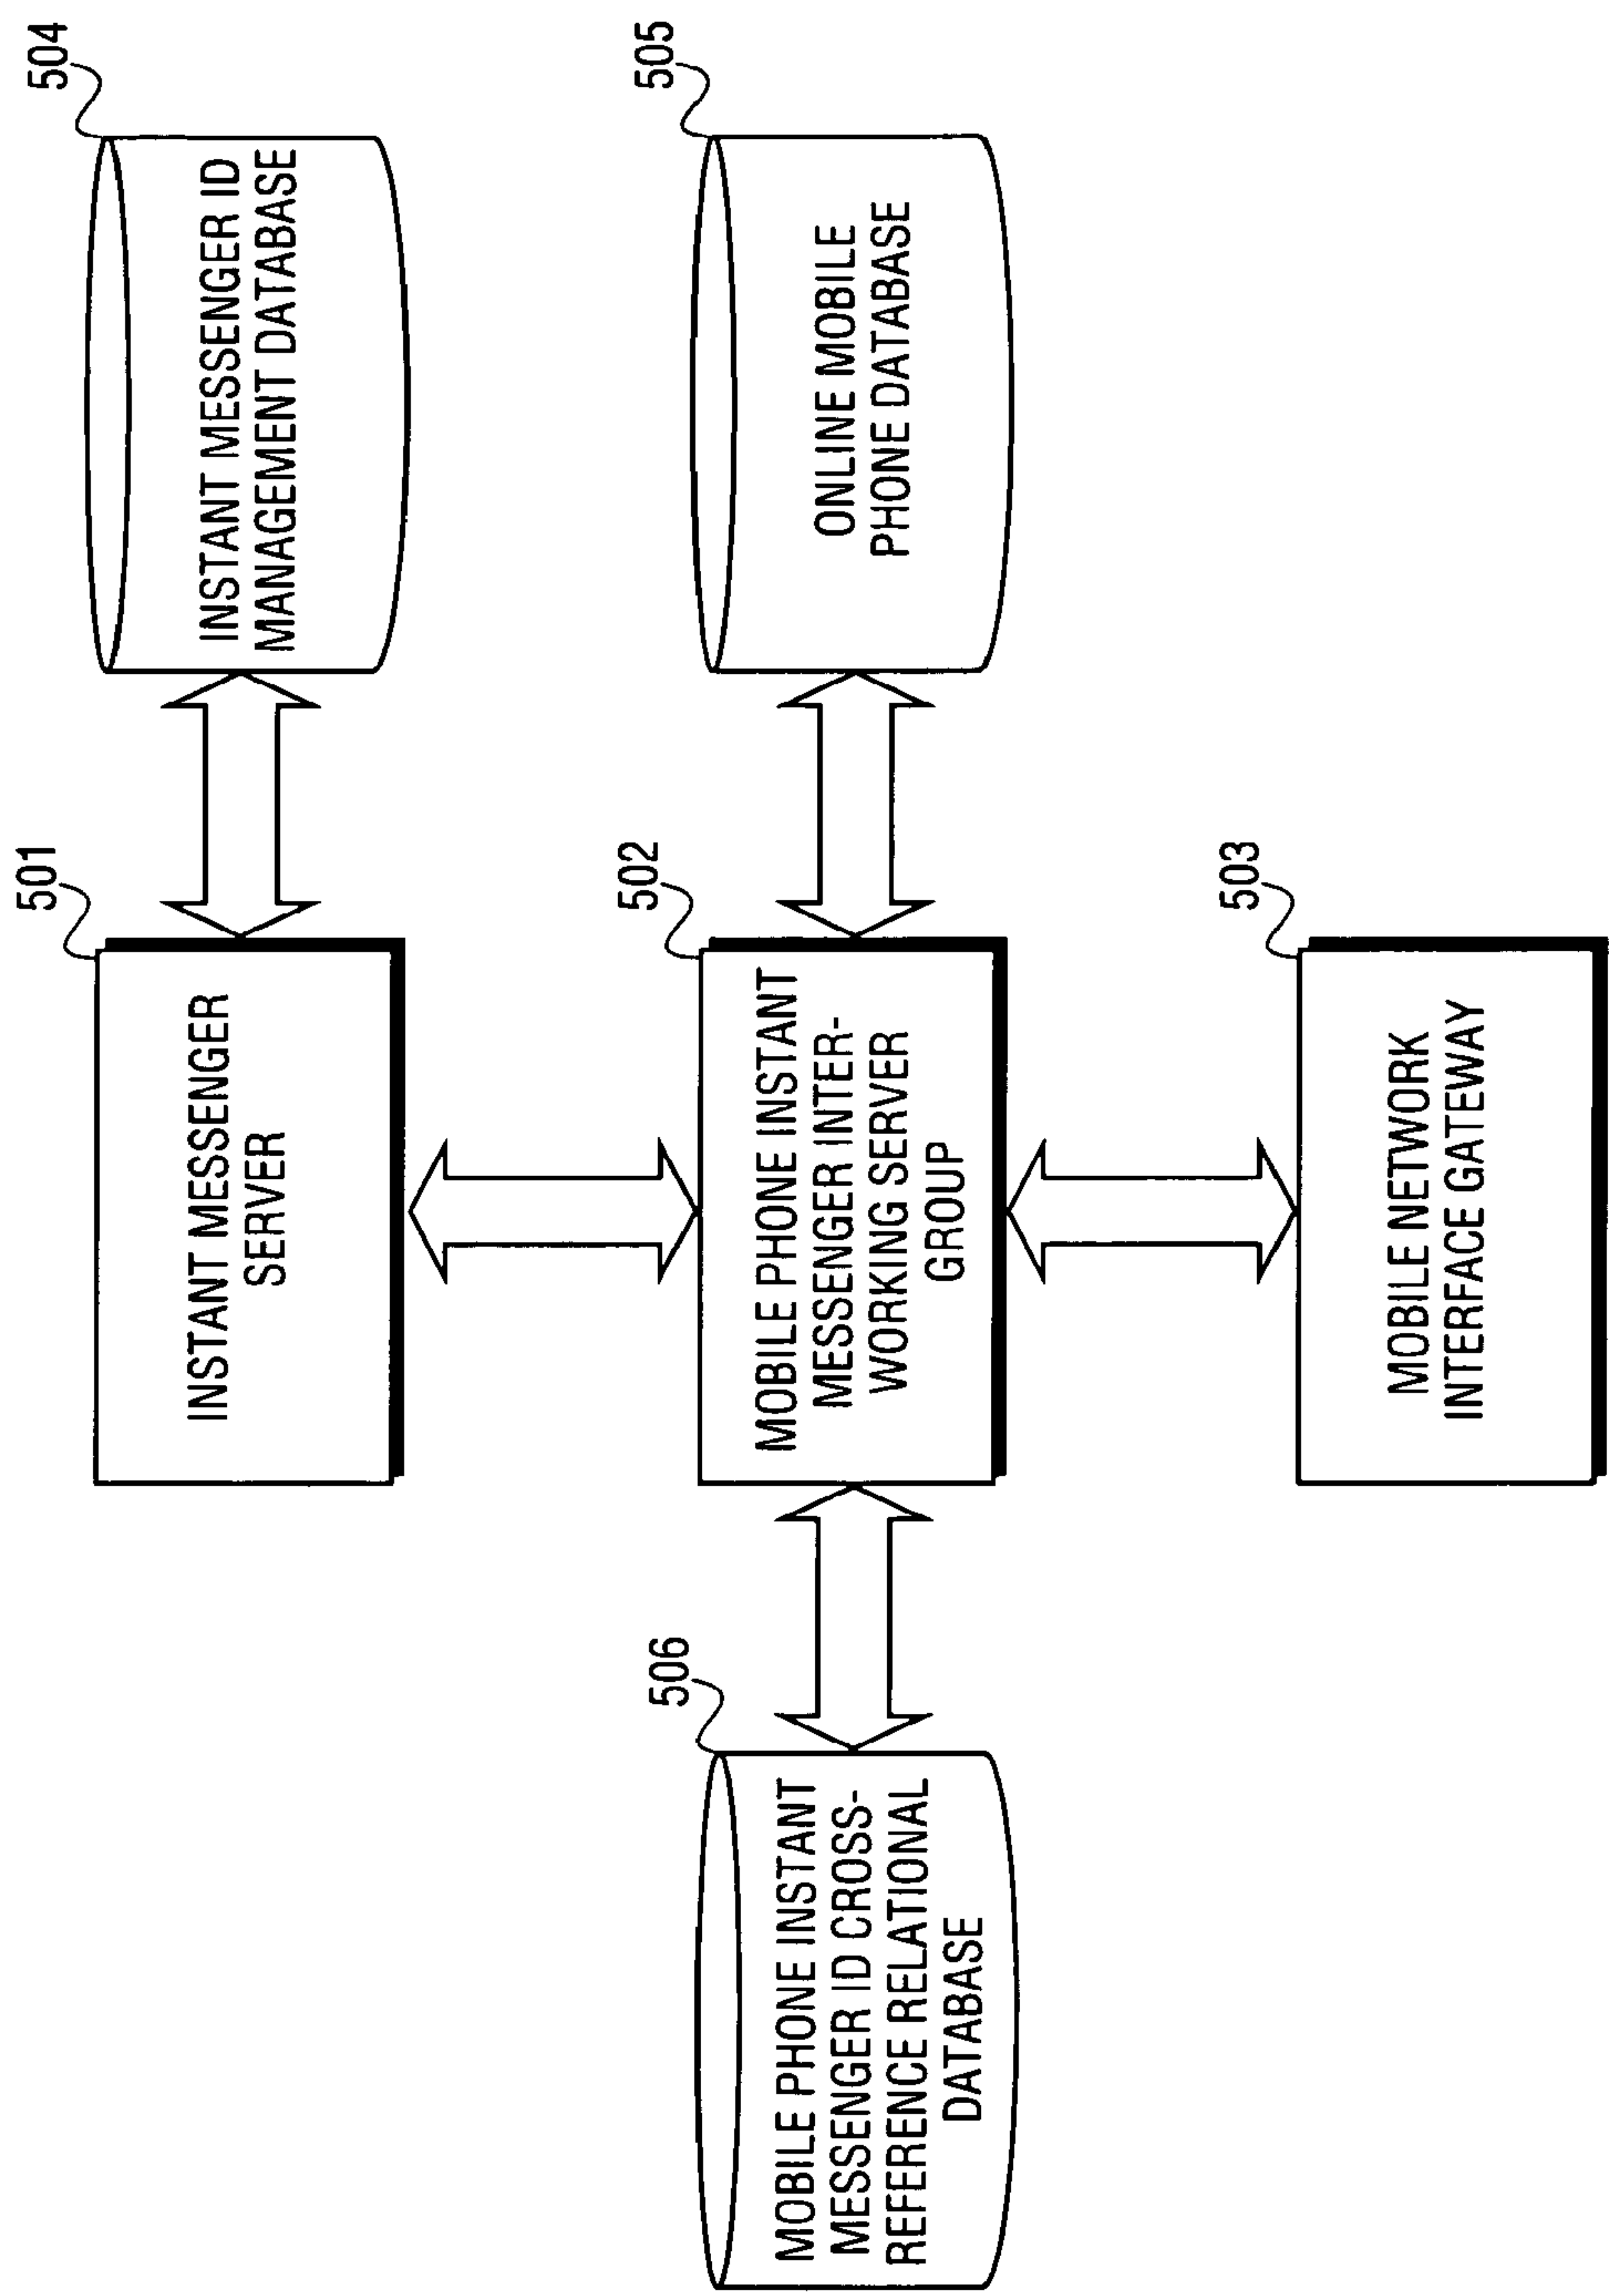 504
INSTANT MESSENGER ID
MANAGEMENT DATABASE
501
INSTANT MESSENGER
SERVER
505
ONLINE MOBILE
PHONE DATABASE
502
MOBILE PHONE INSTANT
MESSENGER INTER-
WORKING SERVER
GROUP
506
MOBILE PHONE INSTANT
MESSENGER ID CROSS-
REFERENCE RELATIONAL
DATABASE
503
MOBILE NETWORK
INTERFACE GATEWAY